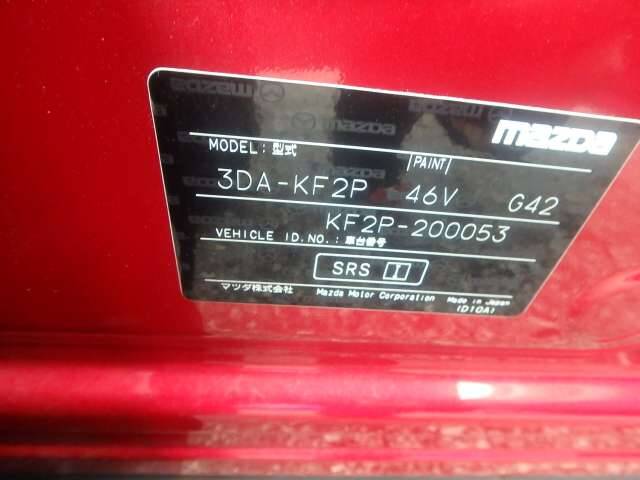 mazda
MODEL:型式 /PAINT/
3DA-KF2P 46V G42
KF2P-200053
VEHICLE ID.NO.:車台番号
SRS
マツダ株式会社 Mazda Motor Corporation Made in Japan
(D10A)